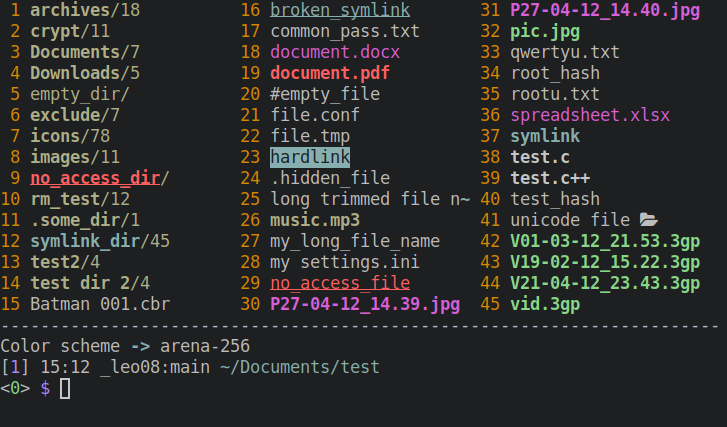 1 archives/18 16 broken_symlink 31 P27-04-12_14.40.jpg
2 crypt/11 17 common_pass.txt 32 pic.jpg
3 Documents/7 18 document.docx 33 qwertyu.txt
4 Downloads/5 19 document.pdf 34 root_hash
5 empty_dir/ 20 #empty_file 35 rootu.txt
6 exclude/7 21 file.conf 36 spreadsheet.xlsx
7 icons/78 22 file.tmp 37 symlink
8 images/11 23 hardlink 38 test.c
9 no_access_dir/ 24 .hidden_file 39 test.c++
10 rm_test/12 25 long trimmed file n~ 40 test_hash
11 .some_dir/1 26 music.mp3 41 unicode file 📂
12 symlink_dir/45 27 my_long_file_name 42 V01-03-12_21.53.3gp
13 test2/4 28 my settings.ini 43 V19-02-12_15.22.3gp
14 test dir 2/4 29 no_access_file 44 V21-04-12_23.43.3gp
15 Batman 001.cbr 30 P27-04-12_14.39.jpg 45 vid.3gp
------------------------------------------------------------------------
Color scheme -> arena-256
[1] 15:12 _leo08:main ~/Documents/test
<0> $